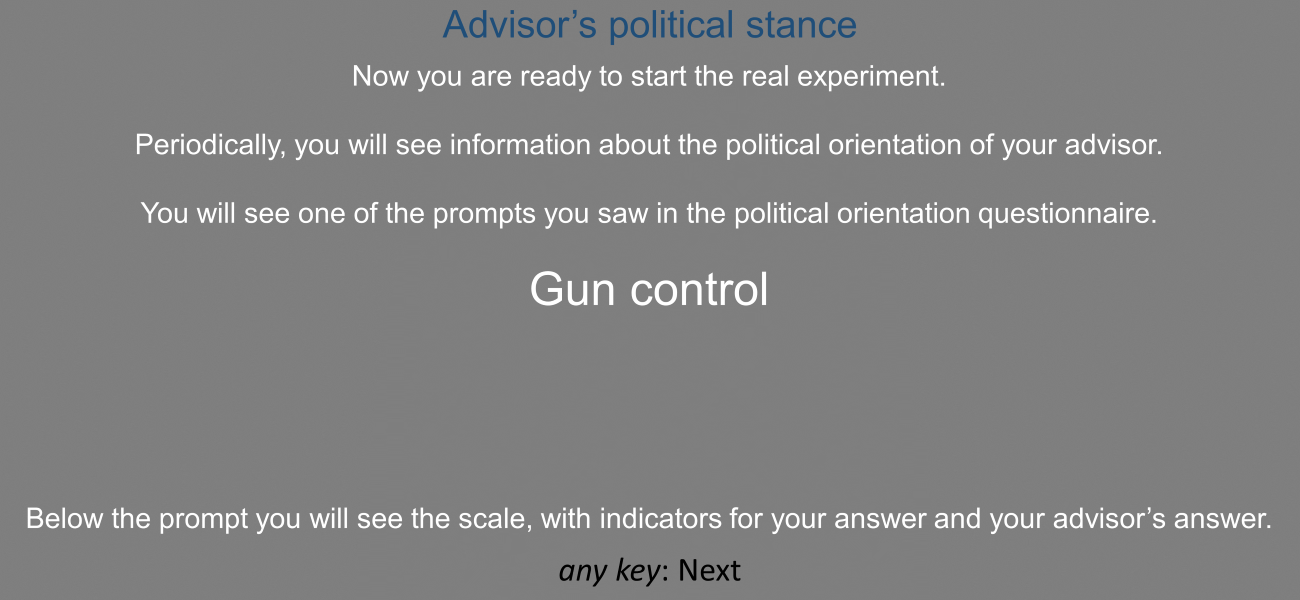 Advisor’s political stance
Now you are ready to start the real experiment.
Periodically, you will see information about the political orientation of your advisor.
You will see one of the prompts you saw in the political orientation questionnaire.
Gun control
Below the prompt you will see the scale, with indicators for your answer and your advisor’s answer.
any key: Next